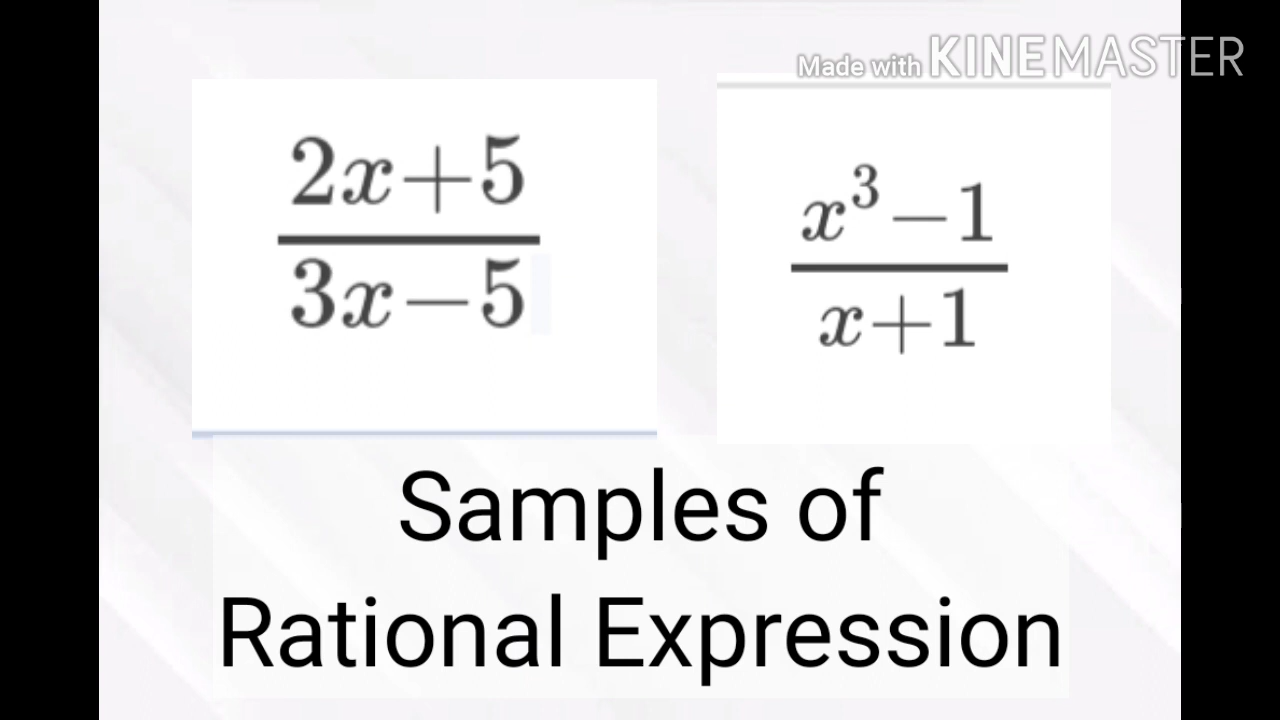 Made with KINEMASTER
2x+5
3x−5
x³−1
x+1
Samples of
Rational Expression